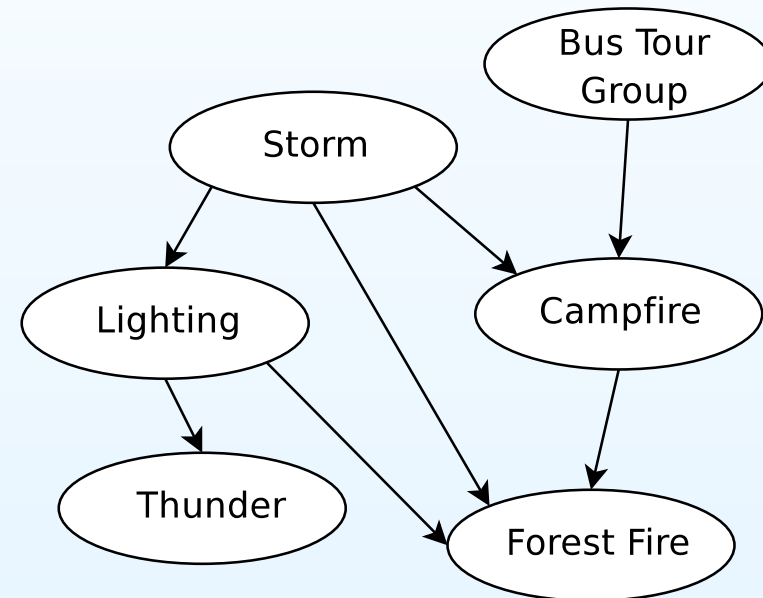 Bus Tour
Group
Storm
Lighting
Campfire
Thunder
Forest Fire